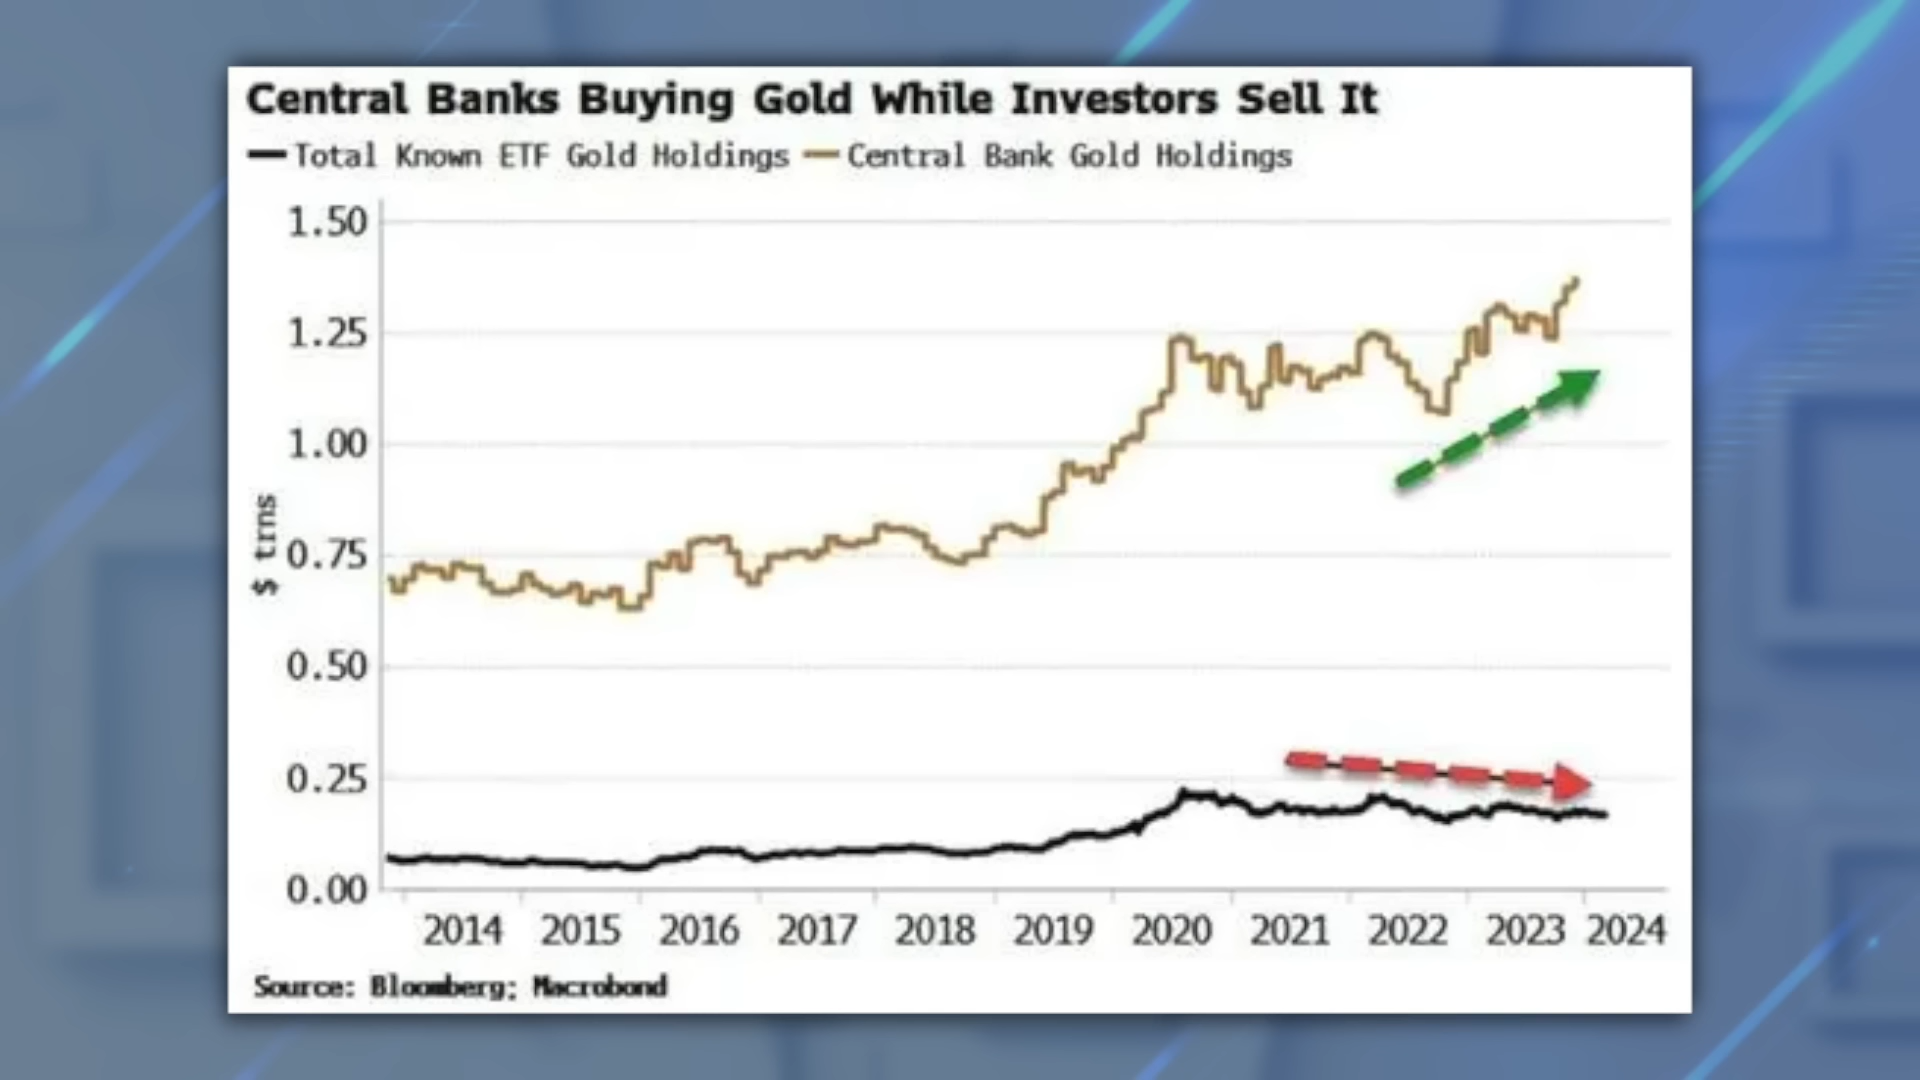 Central Banks Buying Gold While Investors Sell It
Total Known ETF Gold Holdings Central Bank Gold Holdings
1.50
1.25
1.00
0.75
0.50
0.25
0.00
$ trns
2014 2015 2016 2017 2018 2019 2020 2021 2022 2023 2024
Source: Bloomberg; Macrobond